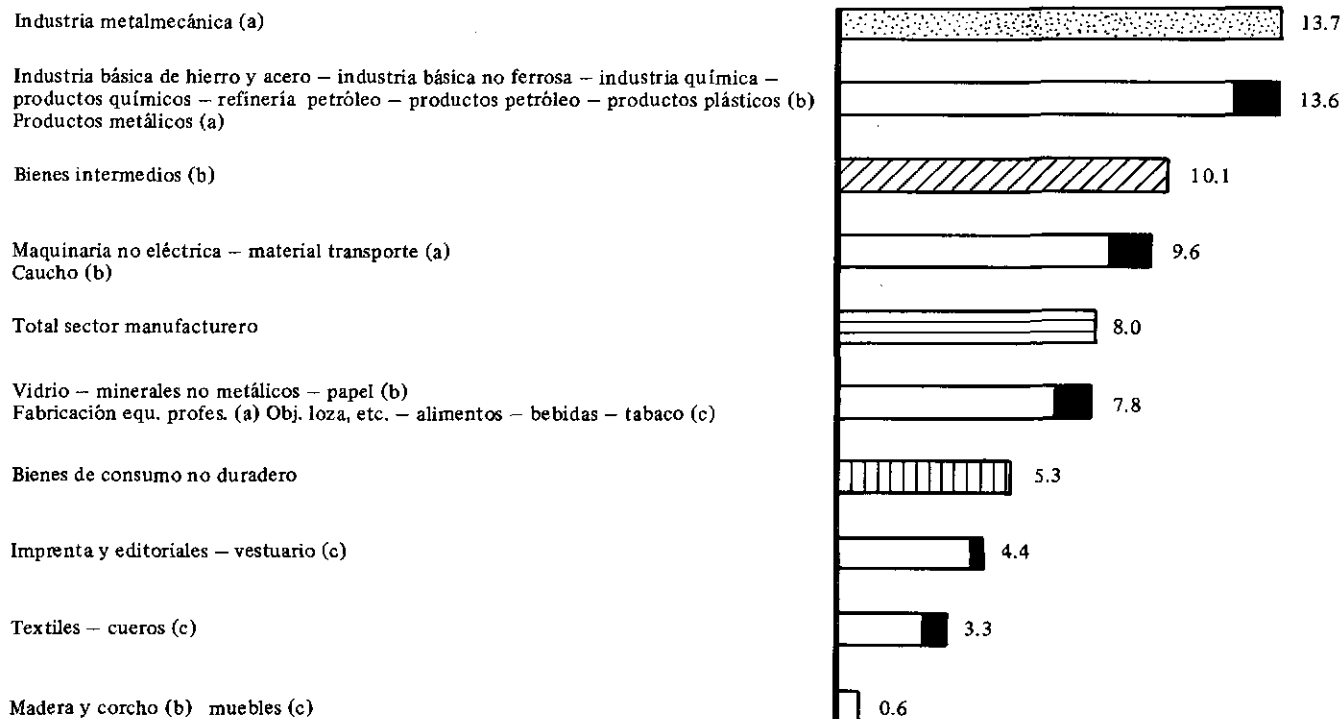 Industria metalmecánica (a) 13.7
Industria básica de hierro y acero – industria básica no ferrosa – industria química –
productos químicos – refinería petróleo – productos petróleo – productos plásticos (b) 13.6
Productos metálicos (a)
Bienes intermedios (b) 10.1
Maquinaria no eléctrica – material transporte (a) 9.6
Caucho (b)
Total sector manufacturero 8.0
Vidrio – minerales no metálicos – papel (b) 7.8
Fabricación equ. profes. (a) Obj. loza, etc. – alimentos – bebidas – tabaco (c)
Bienes de consumo no duradero 5.3
Imprenta y editoriales – vestuario (c) 4.4
Textiles – cueros (c) 3.3
Madera y corcho (b) muebles (c) 0.6